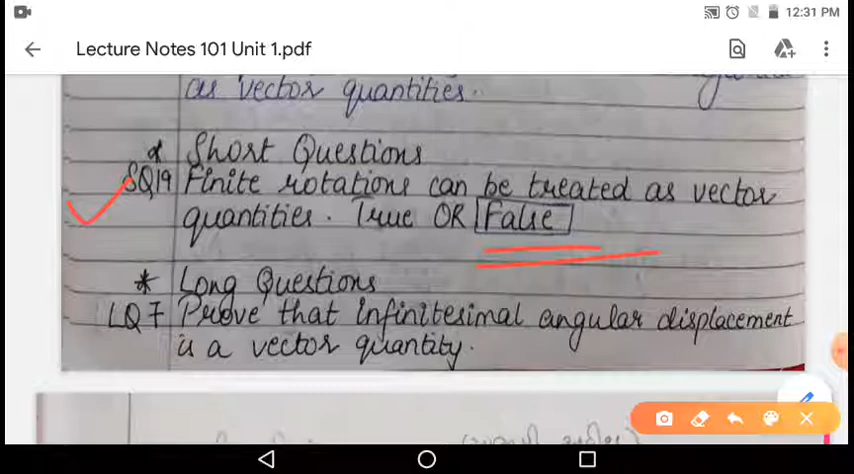 12:31 PM
Lecture Notes 101 Unit 1.pdf
as vector quantities.
* Short Questions
SQ19 Finite rotations can be treated as vector
quantities. True OR False
* Long Questions
LQ7 Prove that infinitesimal angular displacement
is a vector quantity.